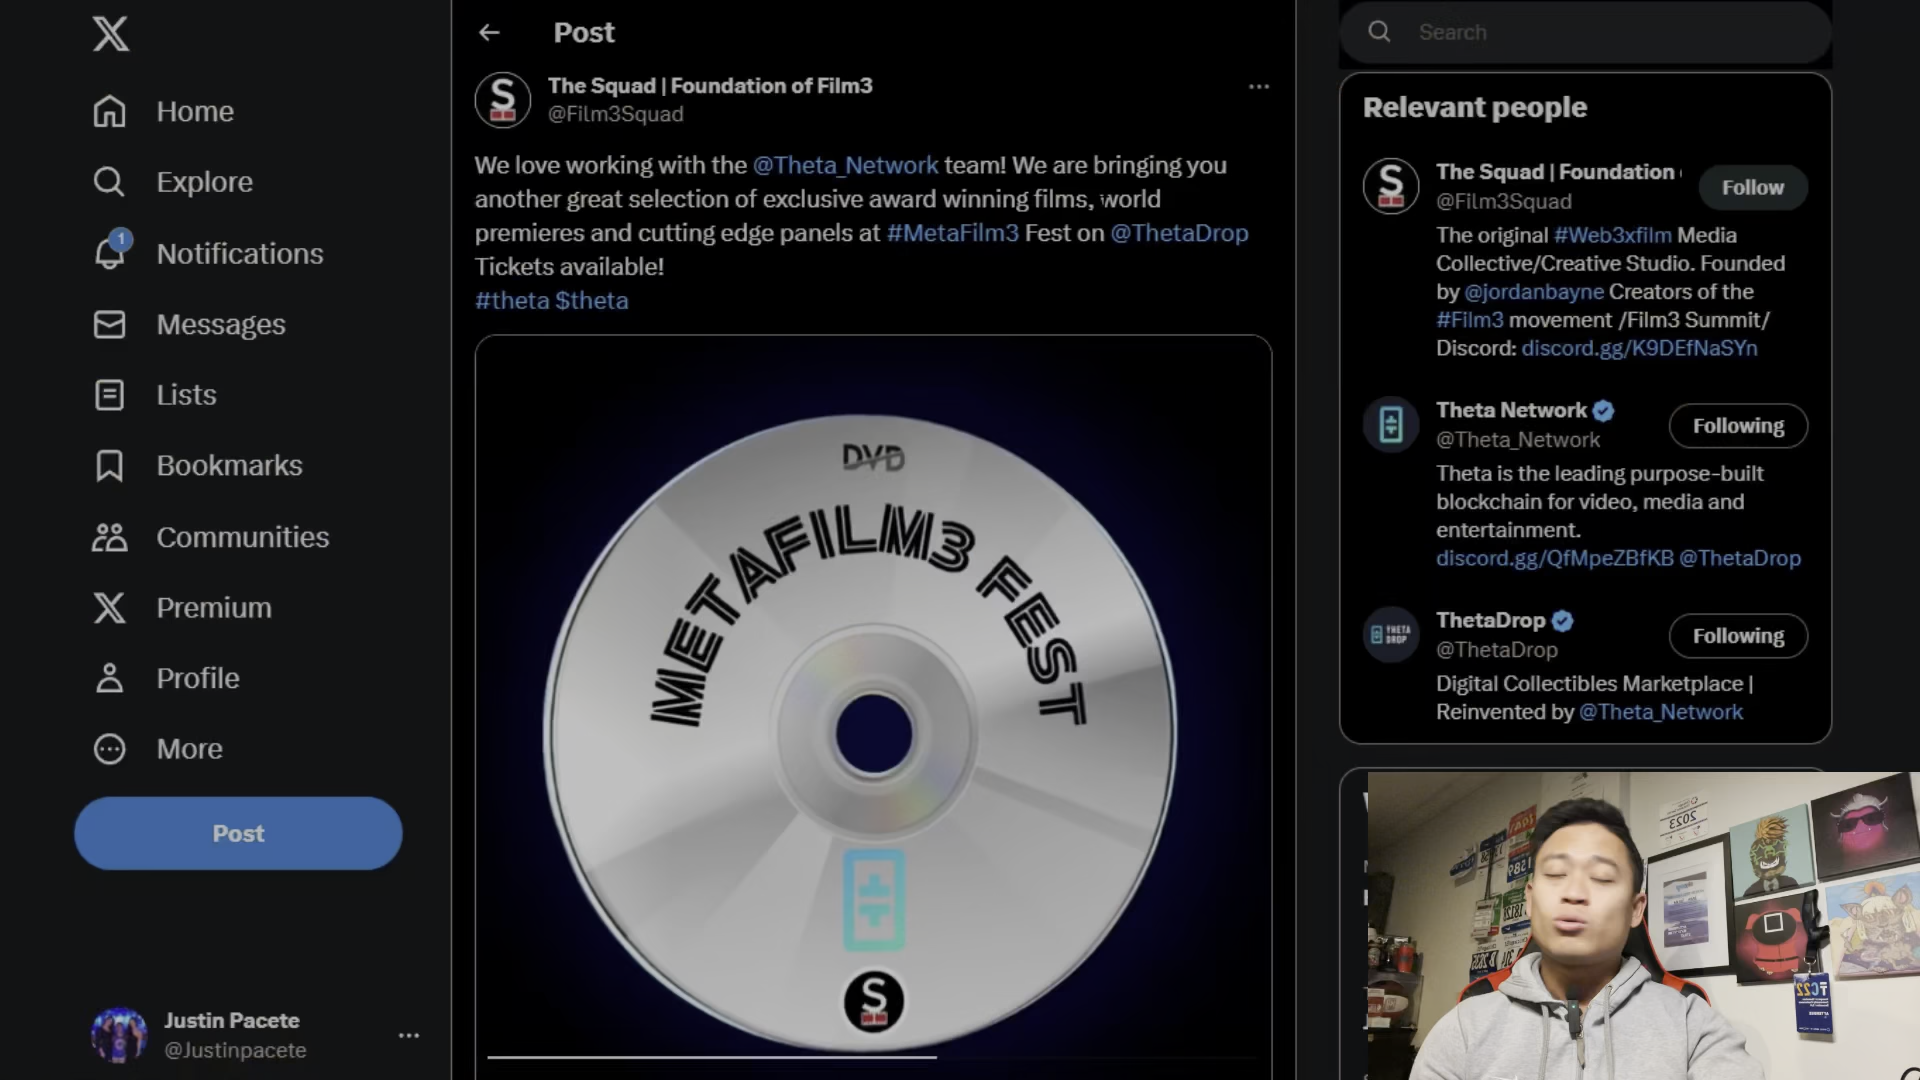 Home
Explore
1
Notifications
Messages
Lists
Bookmarks
Communities
Premium
Profile
More
Post
Justin Pacete
@Justinpacete
Post
The Squad | Foundation of Film3
@Film3Squad
We love working with the @Theta_Network team! We are bringing you
another great selection of exclusive award winning films, world
premieres and cutting edge panels at #MetaFilm3 Fest on @ThetaDrop
Tickets available!
#theta $theta
DVD
METAFILM3 FEST
S
Search
Relevant people
The Squad | Foundation
@Film3Squad
Follow
The original #Web3xfilm Media
Collective/Creative Studio. Founded
by @jordanbayne Creators of the
#Film3 movement /Film3 Summit/
Discord: discord.gg/K9DEfNaSYn
Theta Network
@Theta_Network
Following
Theta is the leading purpose-built
blockchain for video, media and
entertainment.
discord.gg/QfMpeZBfKB @ThetaDrop
THETA
DROP
ThetaDrop
@ThetaDrop
Following
Digital Collectibles Marketplace |
Reinvented by @Theta_Network
2023
TC22